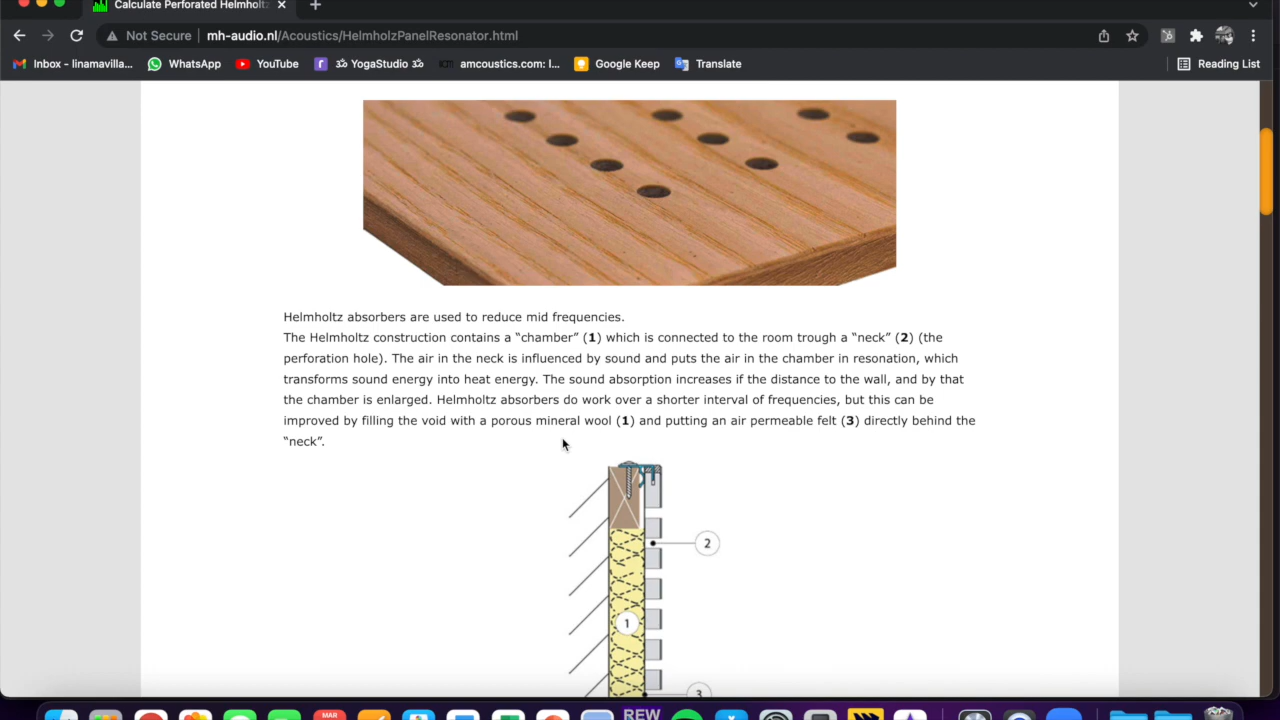 Calculate Perforated Helmholtz
Not Secure
mh-audio.nl/Acoustics/HelmholzPanelResonator.html
Inbox - linamavilla...
WhatsApp
YouTube
ૐ YogaStudio ૐ
amcoustics.com: I...
Google Keep
Translate
Reading List
Helmholtz absorbers are used to reduce mid frequencies.
The Helmholtz construction contains a “chamber” (1) which is connected to the room trough a “neck” (2) (the
perforation hole). The air in the neck is influenced by sound and puts the air in the chamber in resonation, which
transforms sound energy into heat energy. The sound absorption increases if the distance to the wall, and by that
the chamber is enlarged. Helmholtz absorbers do work over a shorter interval of frequencies, but this can be
improved by filling the void with a porous mineral wool (1) and putting an air permeable felt (3) directly behind the
“neck”.
2
1
3
MAR
REW